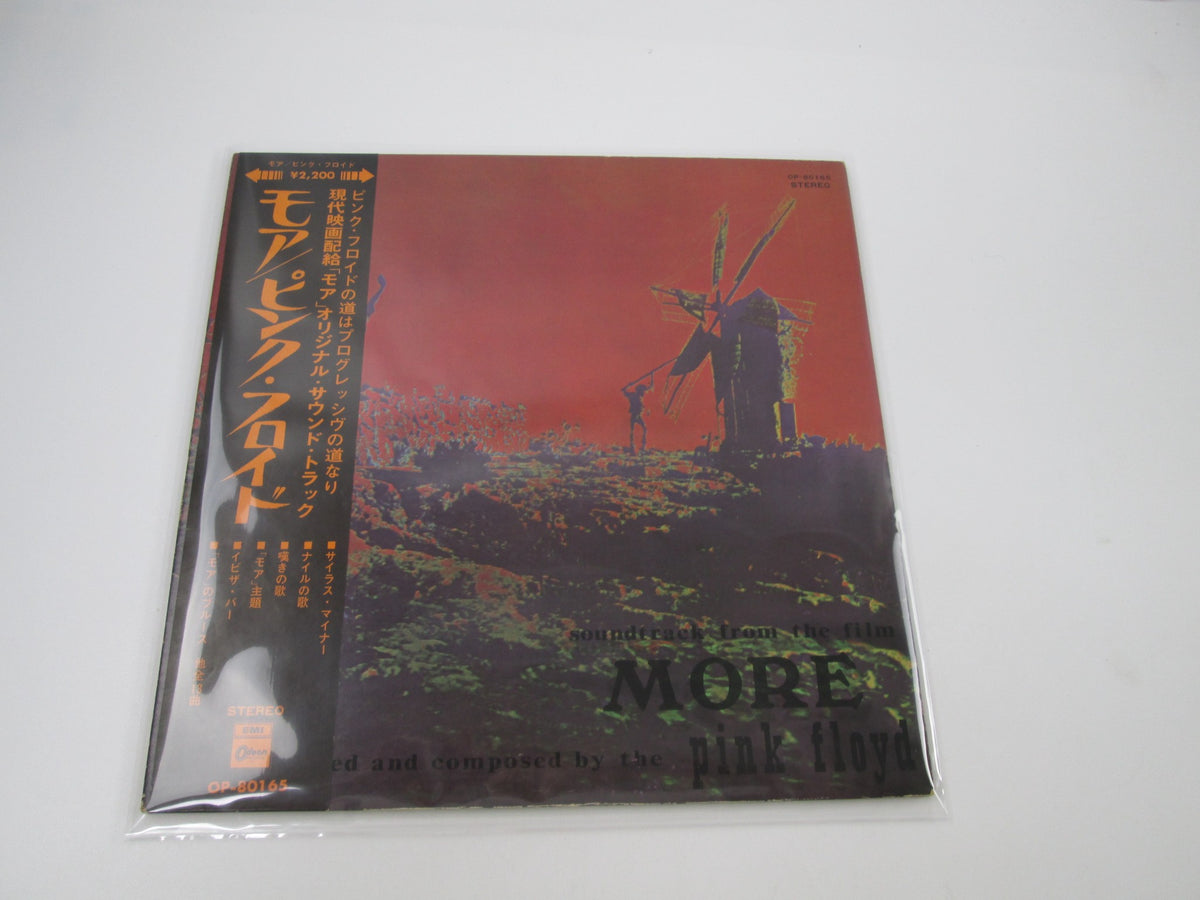 モア/ピンク・フロイド
¥2,200
ピンク・フロイドの道はプログレッシヴの道なり
現代映画配給「モア」オリジナル・サウンド・トラック
モア/ピンク・フロイド
■サイラス・マイナー
■ナイルの歌
■嘆きの歌
■「モア」主題
■イビザ・バー
■「モア」のブルース 他全13曲
STEREO
EMI
Odeon
OP-80165
OP-80165
STEREO
soundtrack from the film
MORE
ed and composed by the pink floyd